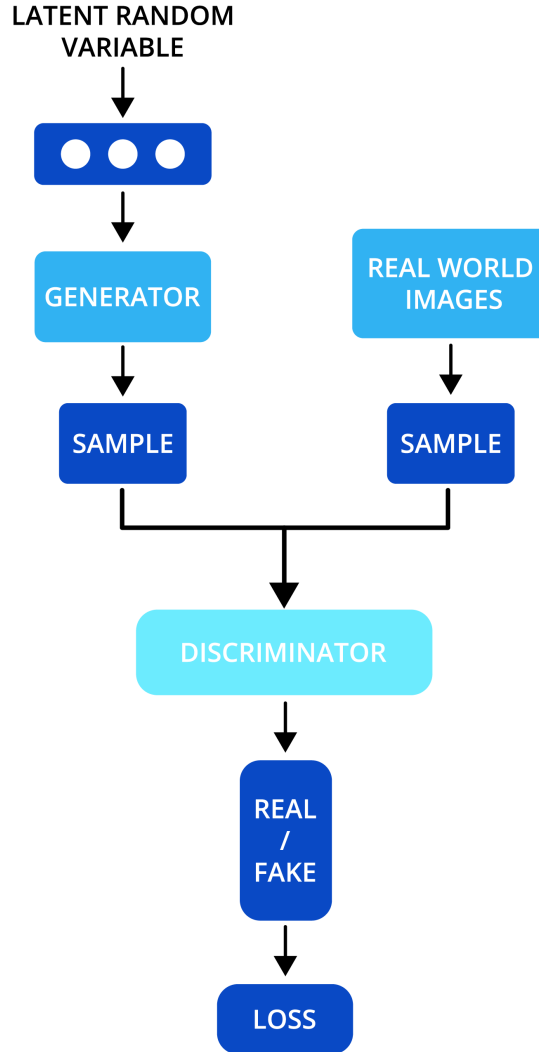 LATENT RANDOM
VARIABLE
GENERATOR
REAL WORLD
IMAGES
SAMPLE
SAMPLE
DISCRIMINATOR
REAL
/
FAKE
LOSS